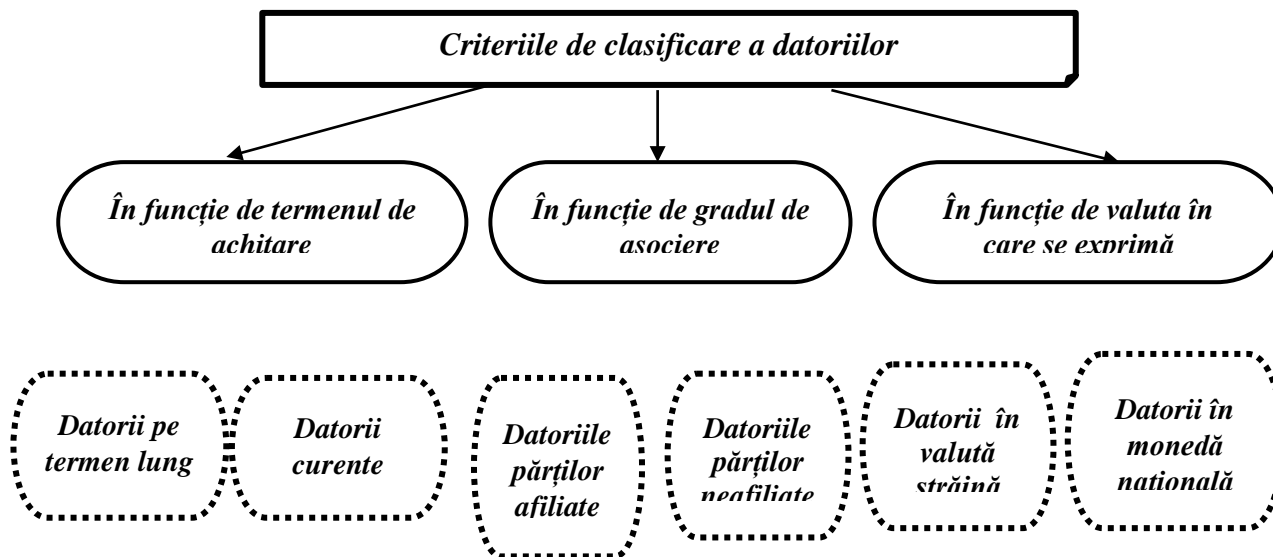 Criteriile de clasificare a datoriilor
În funcție de termenul de
achitare
În funcție de gradul de
asociere
În funcție de valuta în
care se exprimă
Datorii pe
termen lung
Datorii
curente
Datoriile
părților
afiliate
Datoriile
părților
neafiliate
Datorii în
valută
străină
Datorii în
monedă
națională